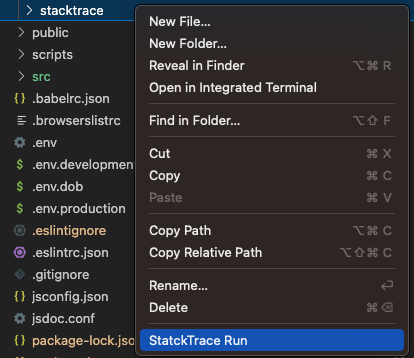 stacktrace
public
scripts
src
.babelrc.json
.browserslistrc
.env
.env.developmen
.env.dob
.env.production
.eslintignore
.eslintrc.json
.gitignore
jsconfig.json
jsdoc.conf
package-lock.jso
New File...
New Folder...
Reveal in Finder ⌥⌘ R
Open in Integrated Terminal
Find in Folder... ⌥⇧ F
Cut ⌘ X
Copy ⌘ C
Paste ⌘ V
Copy Path ⌥⌘ C
Copy Relative Path ⌥⇧⌘ C
Rename... ⏎
Delete ⌘⌫
StatckTrace Run